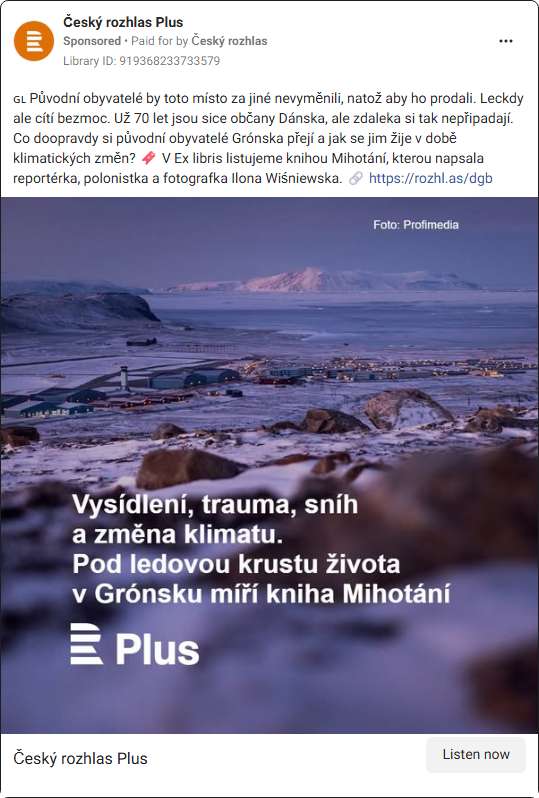 Český rozhlas Plus
Sponsored • Paid for by Český rozhlas
Library ID: 919368233733579
GL Původní obyvatelé by toto místo za jiné nevyměnili, natož aby ho prodali. Leckdy
ale cítí bezmoc. Už 70 let jsou sice občany Dánska, ale zdaleka si tak nepřipadají.
Co doopravdy si původní obyvatelé Grónska přejí a jak se jim žije v době
klimatických změn? 🔖 V Ex libris listujeme knihou Mihotání, kterou napsala
reportérka, polonistka a fotografka Ilona Wiśniewska. 🔗 https://rozhl.as/dgb
Foto: Profimedia
Vysídlení, trauma, sníh
a změna klimatu.
Pod ledovou krustu života
v Grónsku míří kniha Mihotání
Plus
Český rozhlas Plus
Listen now